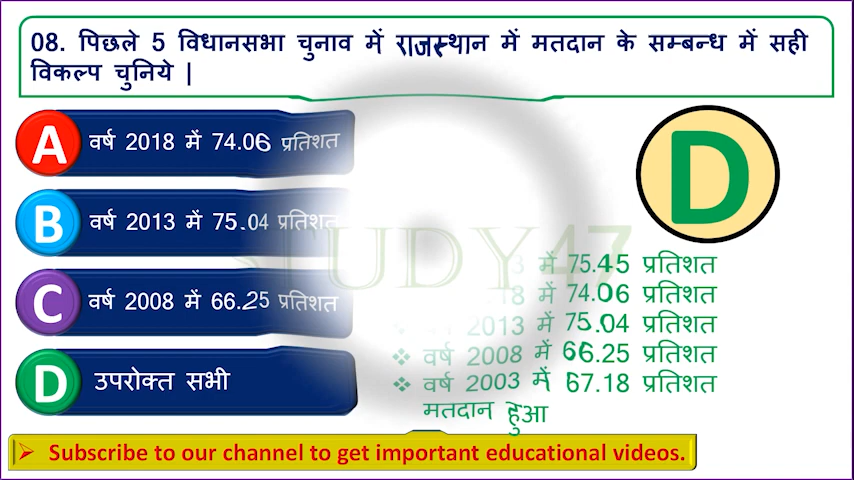 08. पिछले 5 विधानसभा चुनाव में राजस्थान में मतदान के सम्बन्ध में सही
विकल्प चुनिये |
A वर्ष 2018 में 74.06 प्रतिशत
B वर्ष 2013 में 75.04 प्रतिशत
C वर्ष 2008 में 66.25 प्रतिशत
D उपरोक्त सभी
D
STUDY47
में 75.45 प्रतिशत
में 74.06 प्रतिशत
2013 में 75.04 प्रतिशत
❖ वर्ष 2008 में 66.25 प्रतिशत
❖ वर्ष 2003 में 67.18 प्रतिशत
मतदान हुआ
➢ Subscribe to our channel to get important educational videos.